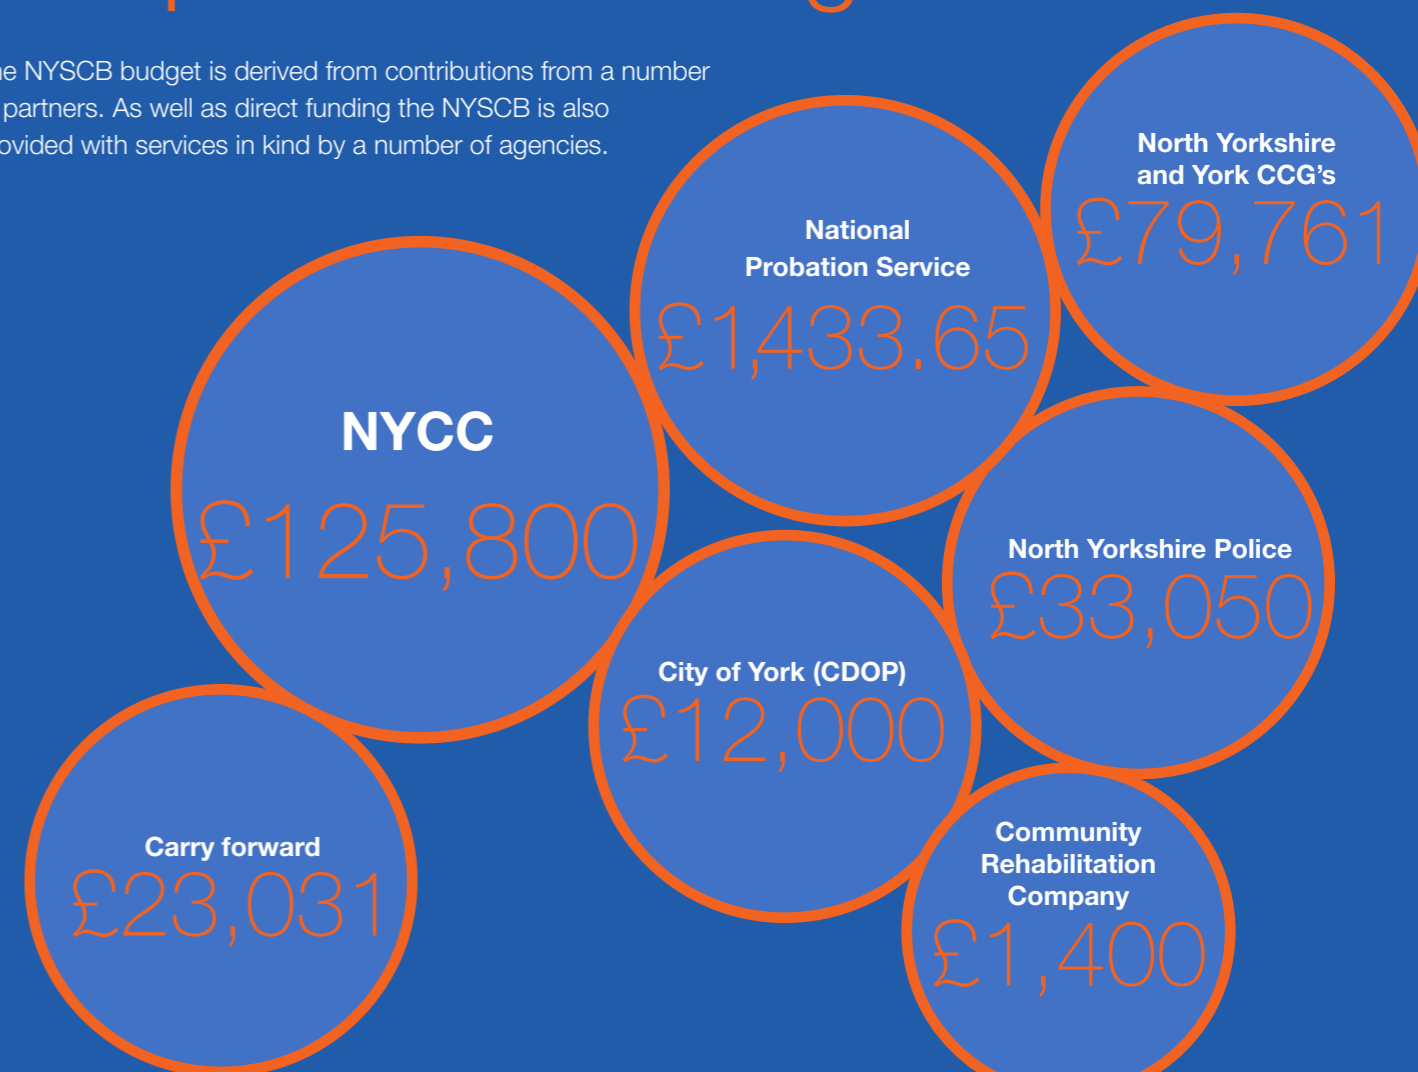 NYSCB budget is derived from contributions from a number
partners. As well as direct funding the NYSCB is also
with services in kind by a number of agencies.
North Yorkshire
and York CCG’s
£79,761
National
Probation Service
£1,433.65
NYCC
£125,800
North Yorkshire Police
£33,050
City of York (CDOP)
£12,000
Carry forward
£23,031
Community
Rehabilitation
Company
£1,400